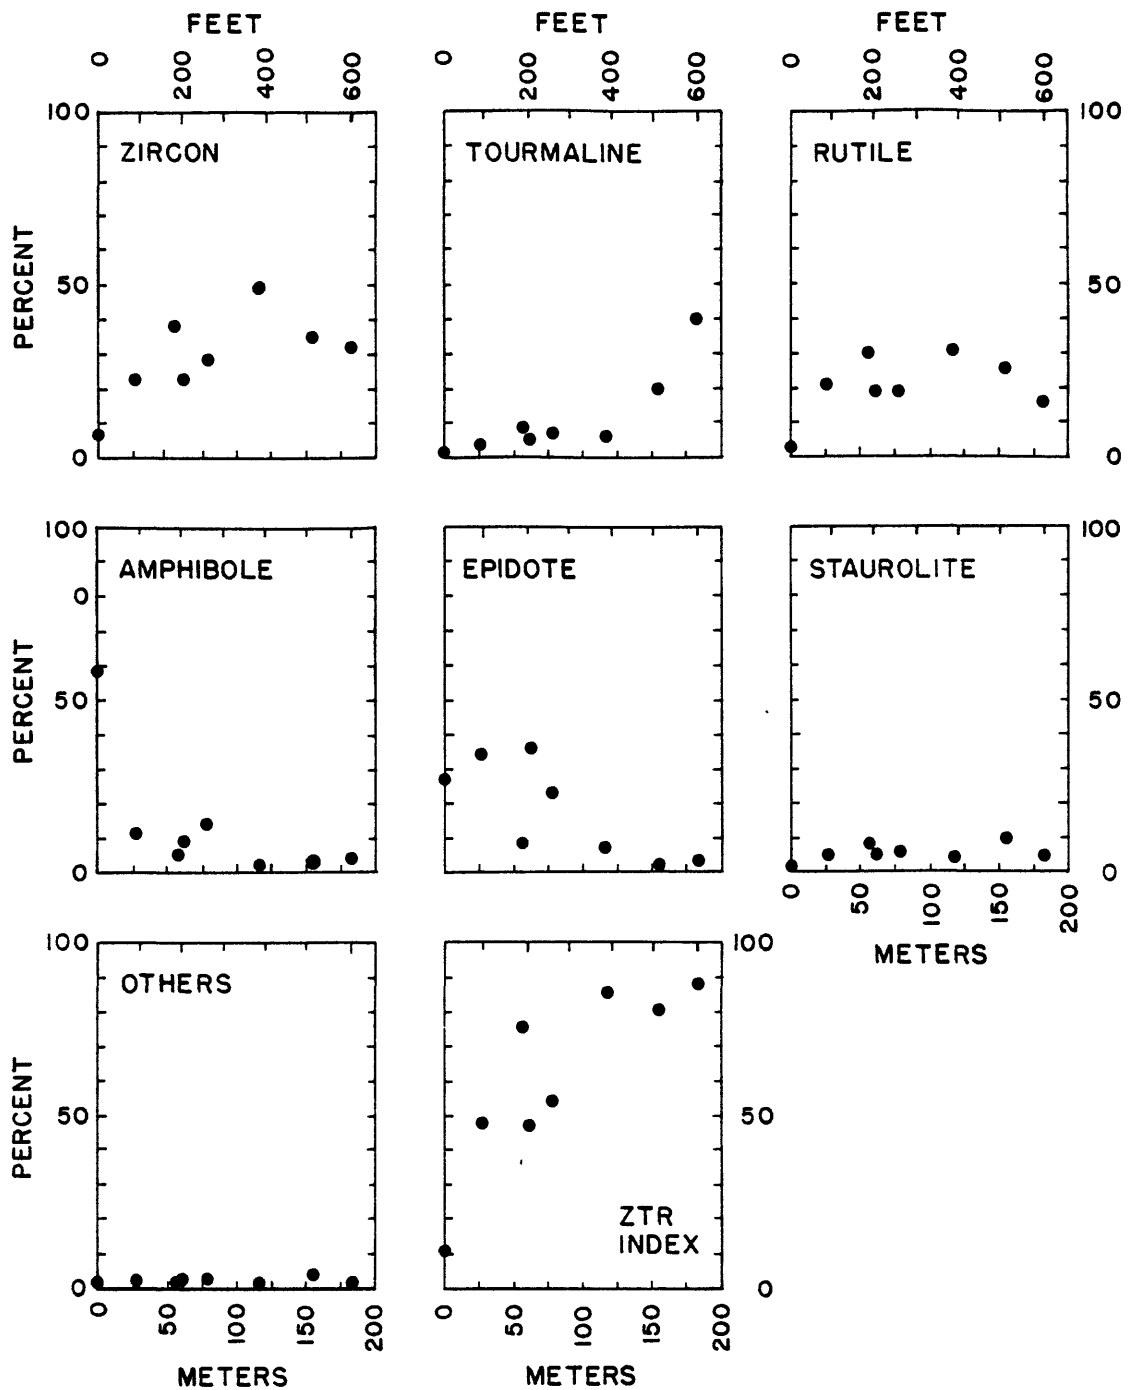 FEET FEET FEET
0 200 400 600 0 200 400 600 0 200 400 600
100 100
ZIRCON TOURMALINE RUTILE
PERCENT
50 50
0 0
100 100
AMPHIBOLE EPIDOTE STAUROLITE
0
PERCENT
50 50
0 0
0 50 100 150 200
METERS
100 100
OTHERS
PERCENT
50 50
ZTR
INDEX
0 0
0 50 100 150 200 0 50 100 150 200
METERS METERS